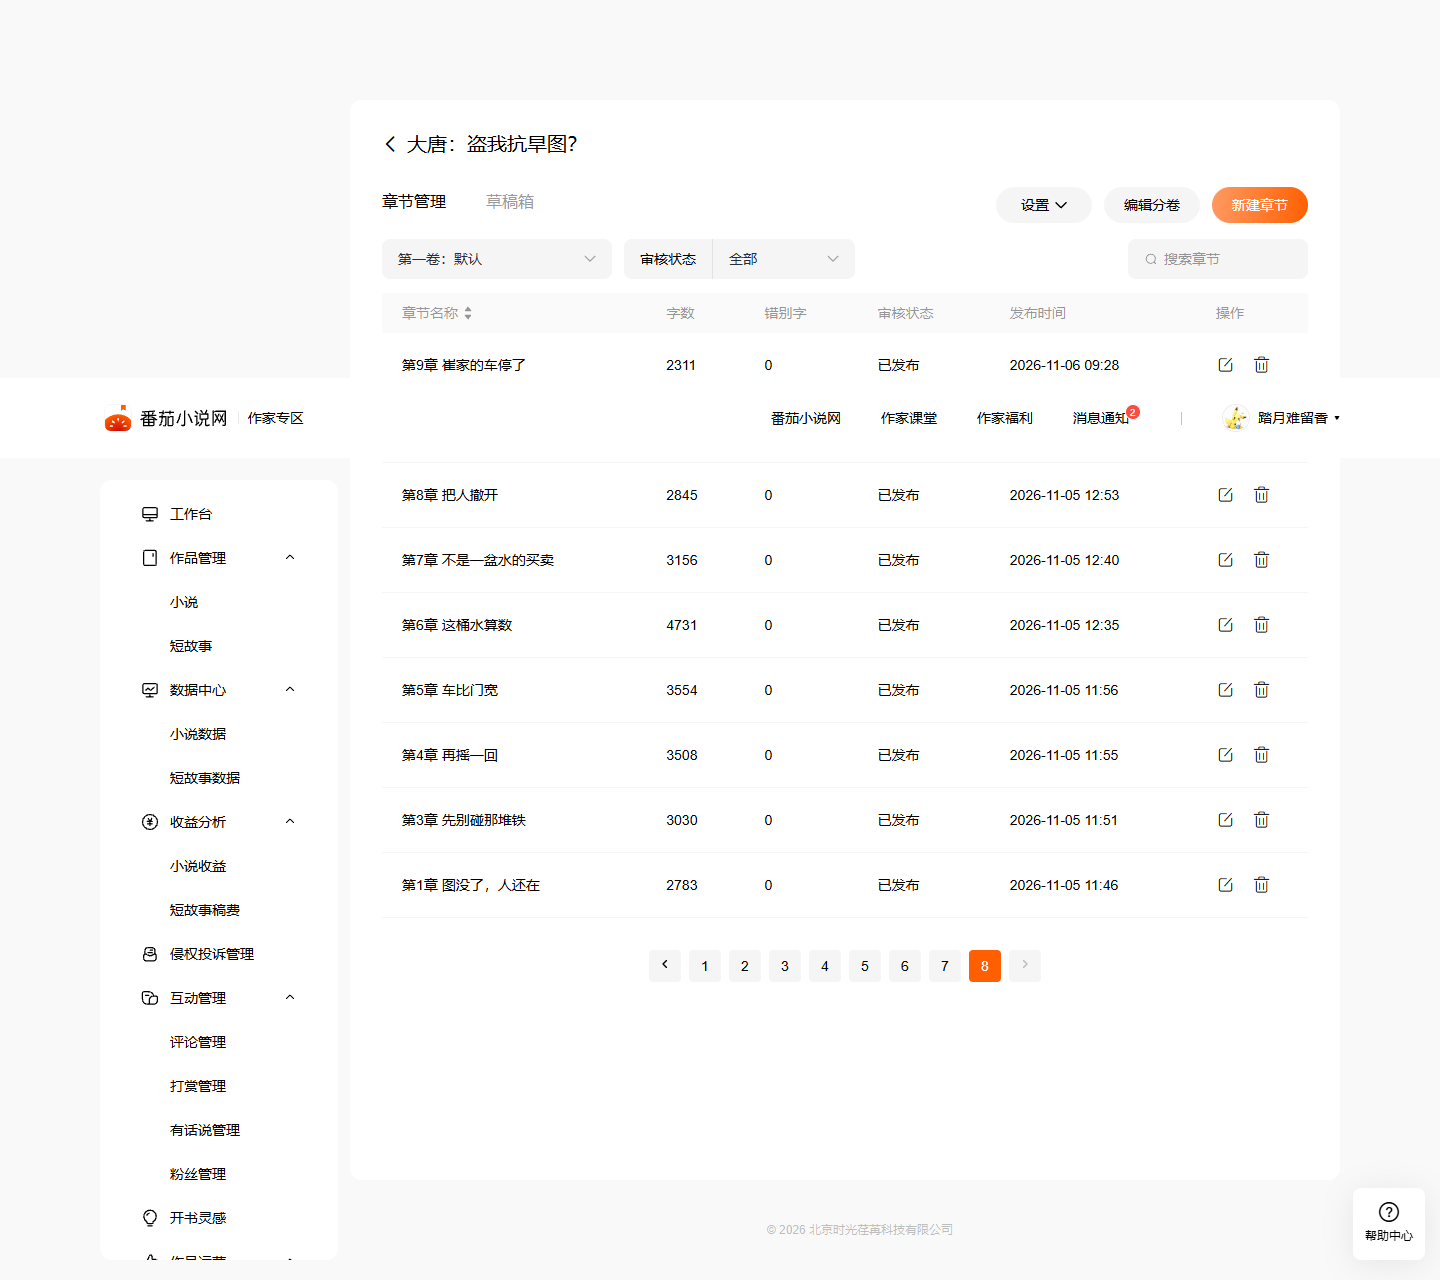 大唐：盗我抗旱图？
章节管理 草稿箱 设置 编辑分卷 新建章节
第一卷：默认 审核状态 全部 搜索章节
章节名称 字数 错别字 审核状态 发布时间 操作
第9章 崔家的车停了 2311 0 已发布 2026-11-06 09:28
番茄小说网 作家专区 番茄小说网 作家课堂 作家福利 消息通知 2 踏月难留香
第8章 把人撤开 2845 0 已发布 2026-11-05 12:53
第7章 不是一盆水的买卖 3156 0 已发布 2026-11-05 12:40
第6章 这桶水算数 4731 0 已发布 2026-11-05 12:35
第5章 车比门宽 3554 0 已发布 2026-11-05 11:56
第4章 再摇一回 3508 0 已发布 2026-11-05 11:55
第3章 先别碰那堆铁 3030 0 已发布 2026-11-05 11:51
第1章 图没了，人还在 2783 0 已发布 2026-11-05 11:46
1 2 3 4 5 6 7 8
工作台
作品管理
小说
短故事
数据中心
小说数据
短故事数据
收益分析
小说收益
短故事稿费
侵权投诉管理
互动管理
评论管理
打赏管理
有话说管理
粉丝管理
开书灵感
© 2026 北京时光荏苒科技有限公司
帮助中心